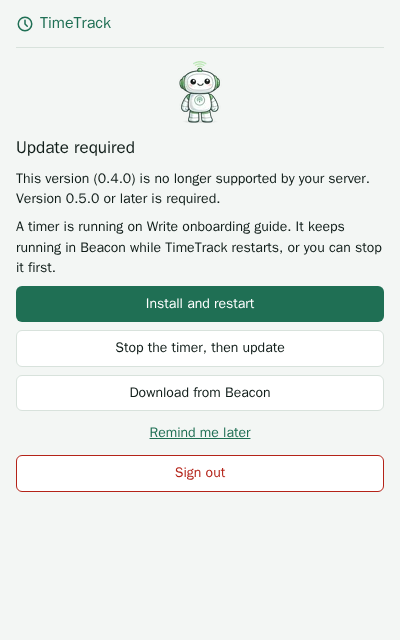 TimeTrack
Update required
This version (0.4.0) is no longer supported by your server.
Version 0.5.0 or later is required.
A timer is running on Write onboarding guide. It keeps
running in Beacon while TimeTrack restarts, or you can stop
it first.
Install and restart
Stop the timer, then update
Download from Beacon
Remind me later
Sign out